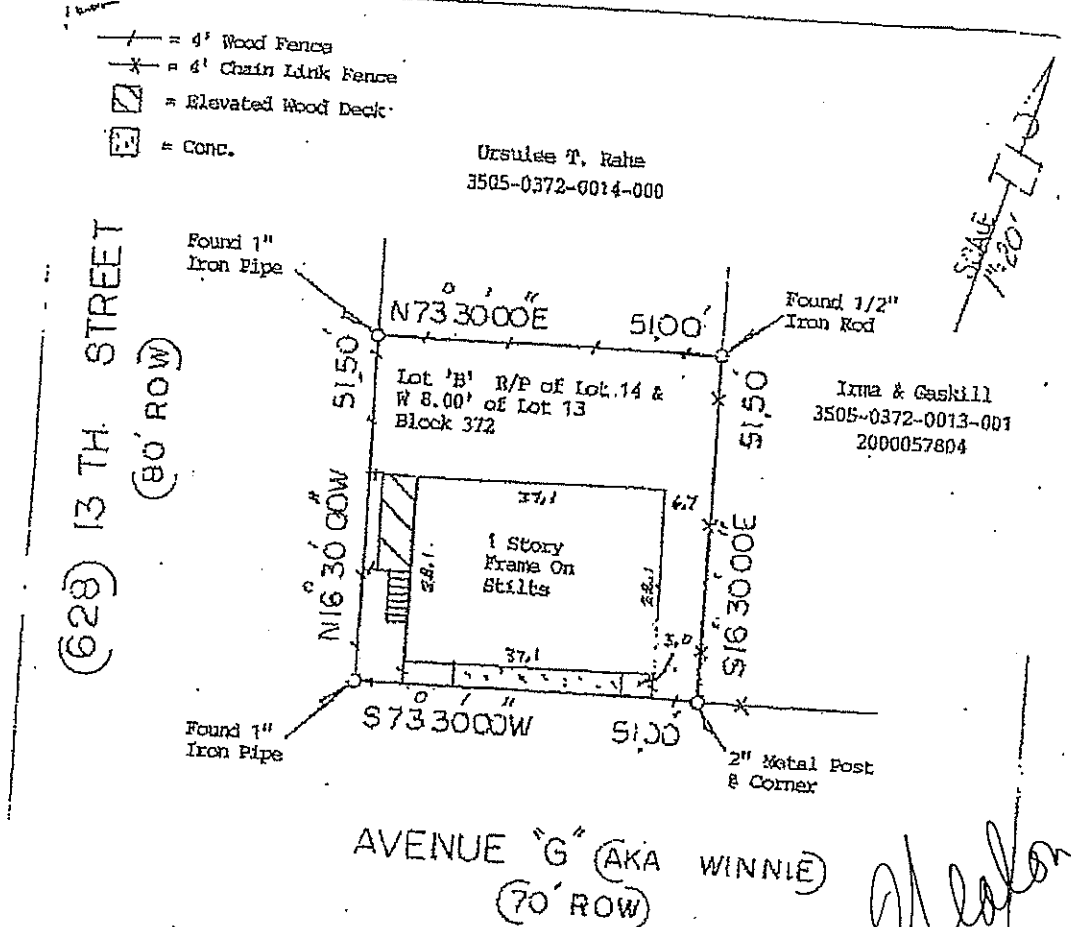 = 4' Wood Fence
= 4' Chain Link Fence
= Elevated Wood Deck
= Conc.
Ursulee T. Rahe
3505-0372-0014-000
SCALE
1"=20'
Found 1"
Iron Pipe
N73°30'00"E 51.00'
Found 1/2"
Iron Rod
(628) 13 TH. STREET
(80' ROW)
51.50'
Lot 'B' R/P of Lot 14 &
W 8.00' of Lot 13
Block 372
51.50'
Irma & Gaskill
3505-0372-0013-001
2000057804
37.1
6.7
N16°30'00"W
28.1
1 Story
Frame On
Stilts
28.1
S16°30'00"E
37.1
3.0
S73°30'00"W 51.00'
Found 1"
Iron Pipe
2" Metal Post
@ Corner
AVENUE "G" (AKA WINNIE)
(70' ROW)